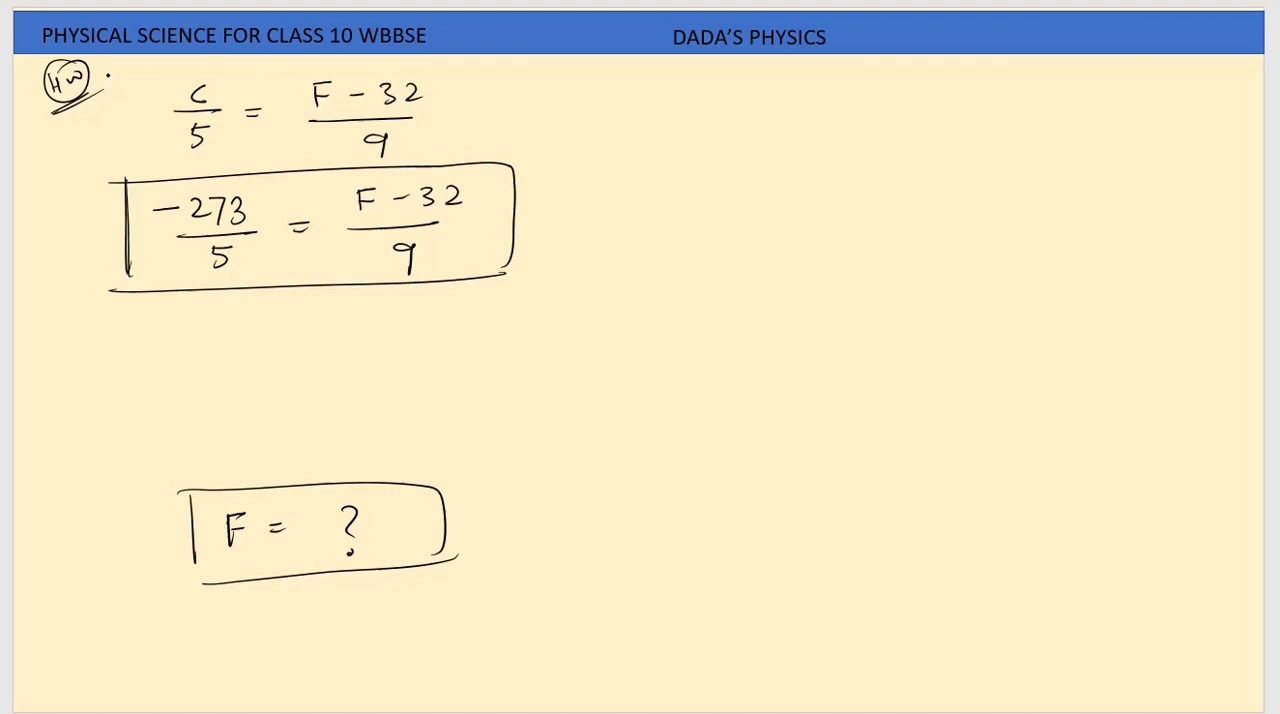 PHYSICAL SCIENCE FOR CLASS 10 WBBSE DADA'S PHYSICS
HW
C/5 = F - 32/9
-273/5 = F - 32/9
F = ?